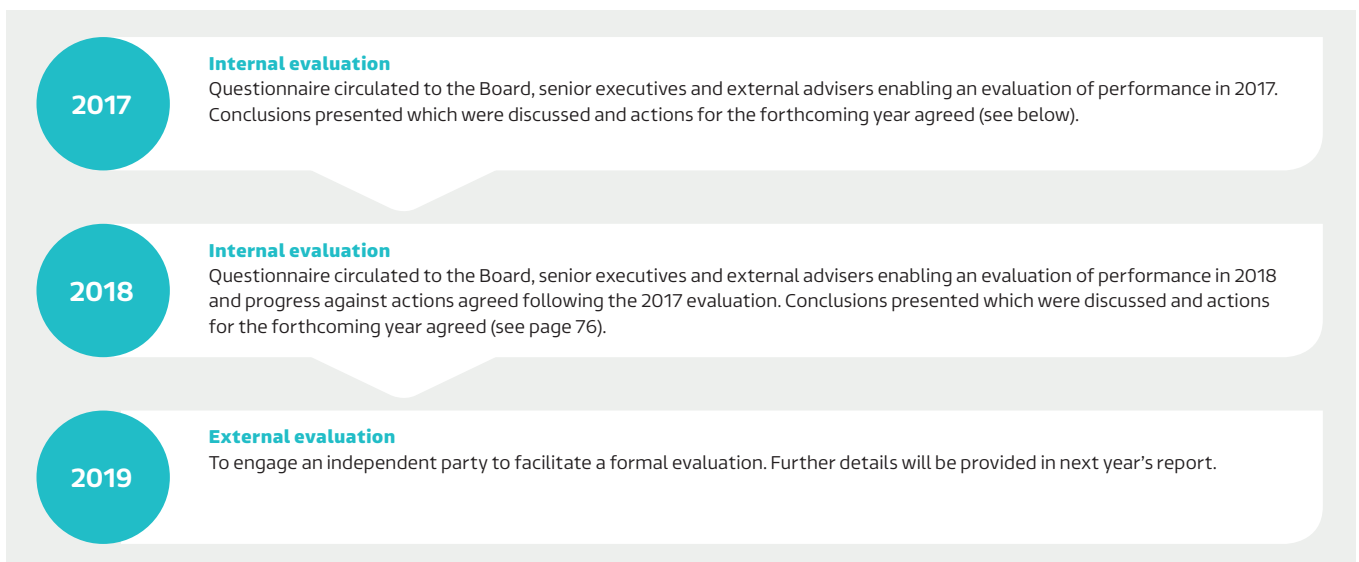 2017
Internal evaluation
Questionnaire circulated to the Board, senior executives and external advisers enabling an evaluation of performance in 2017.
Conclusions presented which were discussed and actions for the forthcoming year agreed (see below).
2018
Internal evaluation
Questionnaire circulated to the Board, senior executives and external advisers enabling an evaluation of performance in 2018
and progress against actions agreed following the 2017 evaluation. Conclusions presented which were discussed and actions
for the forthcoming year agreed (see page 76).
2019
External evaluation
To engage an independent party to facilitate a formal evaluation. Further details will be provided in next year’s report.